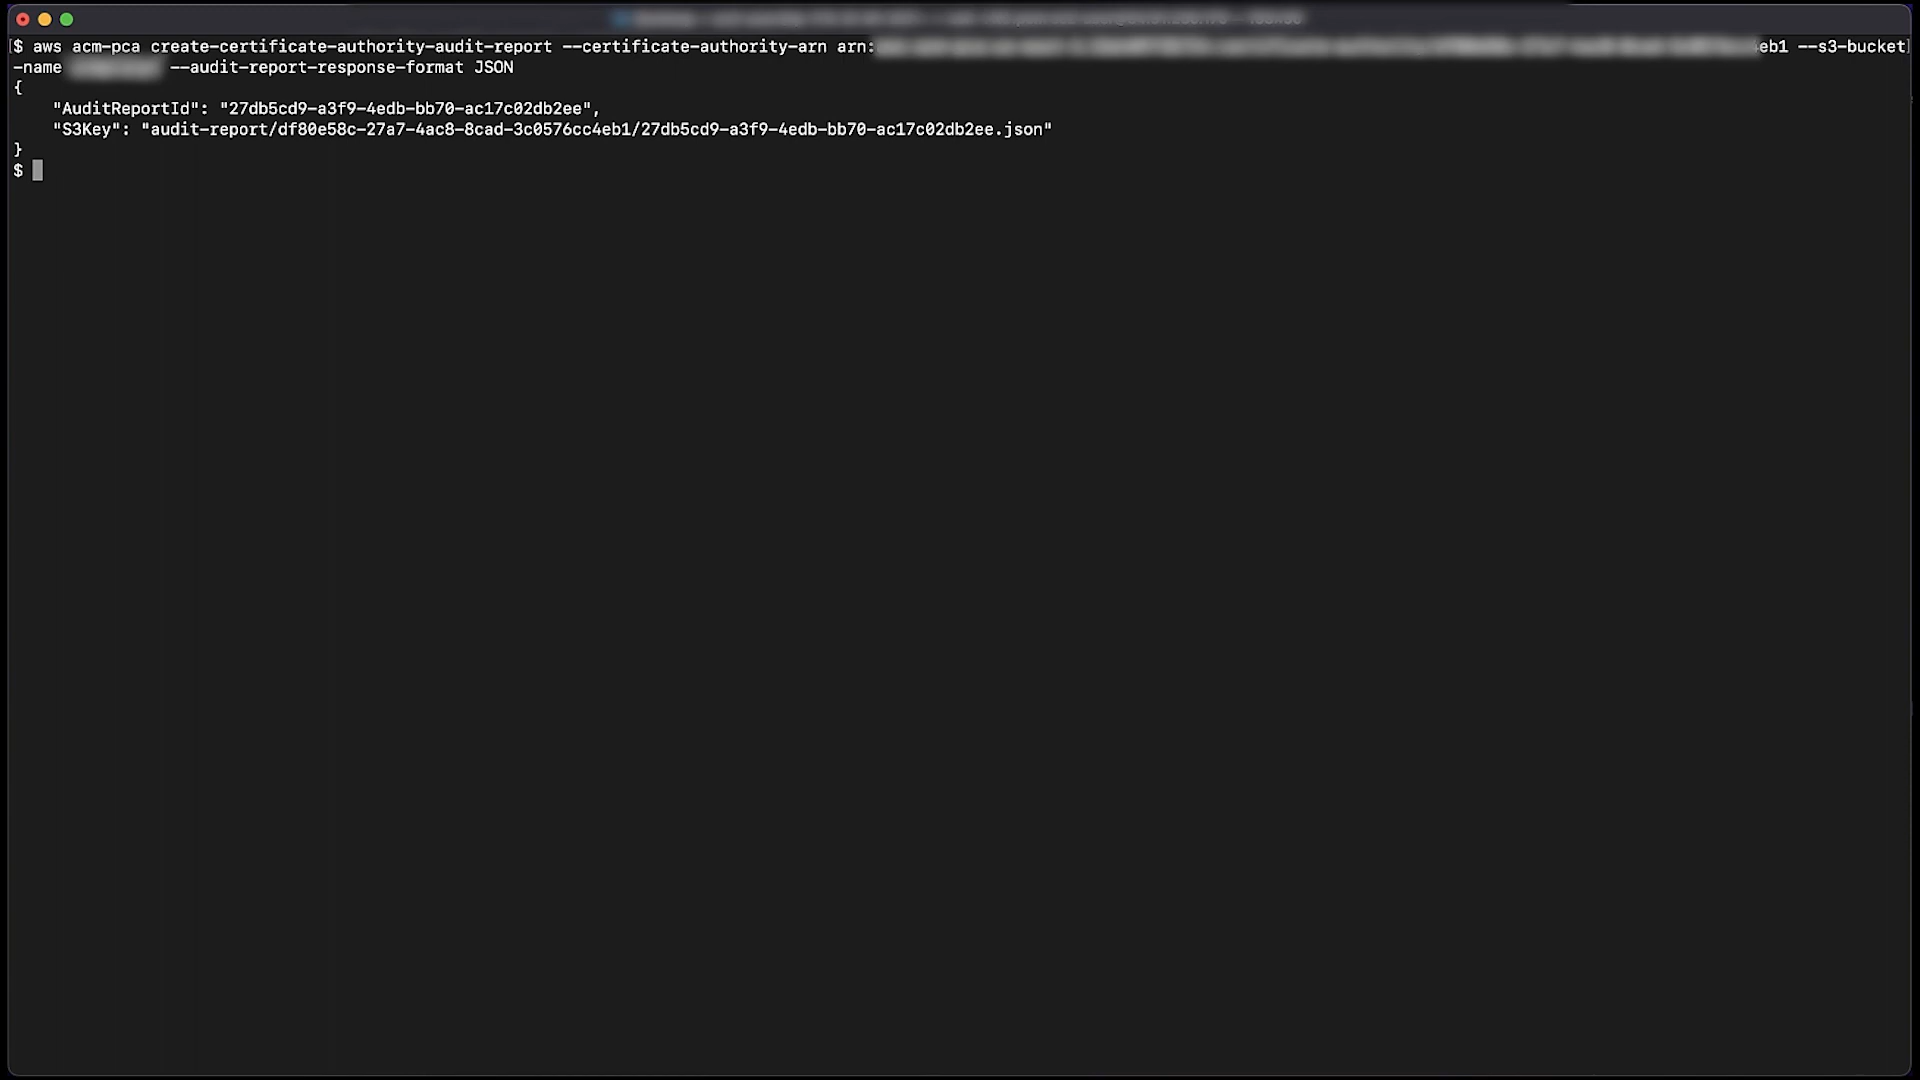 $ aws acm-pca create-certificate-authority-audit-report --certificate-authority-arn arn: eb1 --s3-bucket
-name --audit-report-response-format JSON
{
    "AuditReportId": "27db5cd9-a3f9-4edb-bb70-ac17c02db2ee",
    "S3Key": "audit-report/df80e58c-27a7-4ac8-8cad-3c0576cc4eb1/27db5cd9-a3f9-4edb-bb70-ac17c02db2ee.json"
}
$